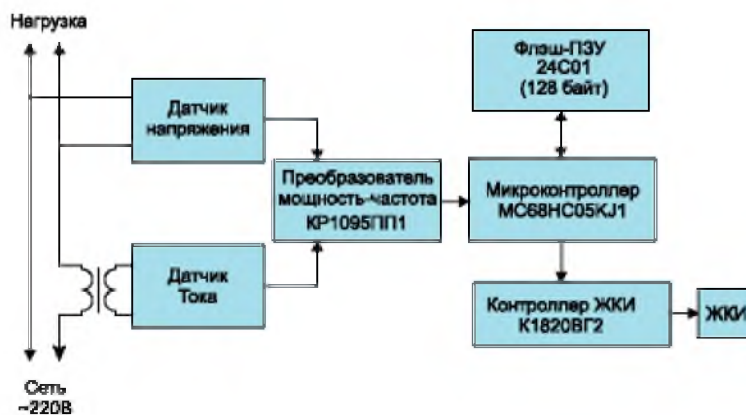 Нагрузка
Датчик
напряжения
Флэш-ПЗУ
24С01
(128 байт)
Преобразователь
мощность-частота
КР1095ПП1
Микроконтроллер
MC68HC05KJ1
Датчик
Тока
Контроллер ЖКИ
К1820ВГ2
ЖКИ
Сеть
~220В